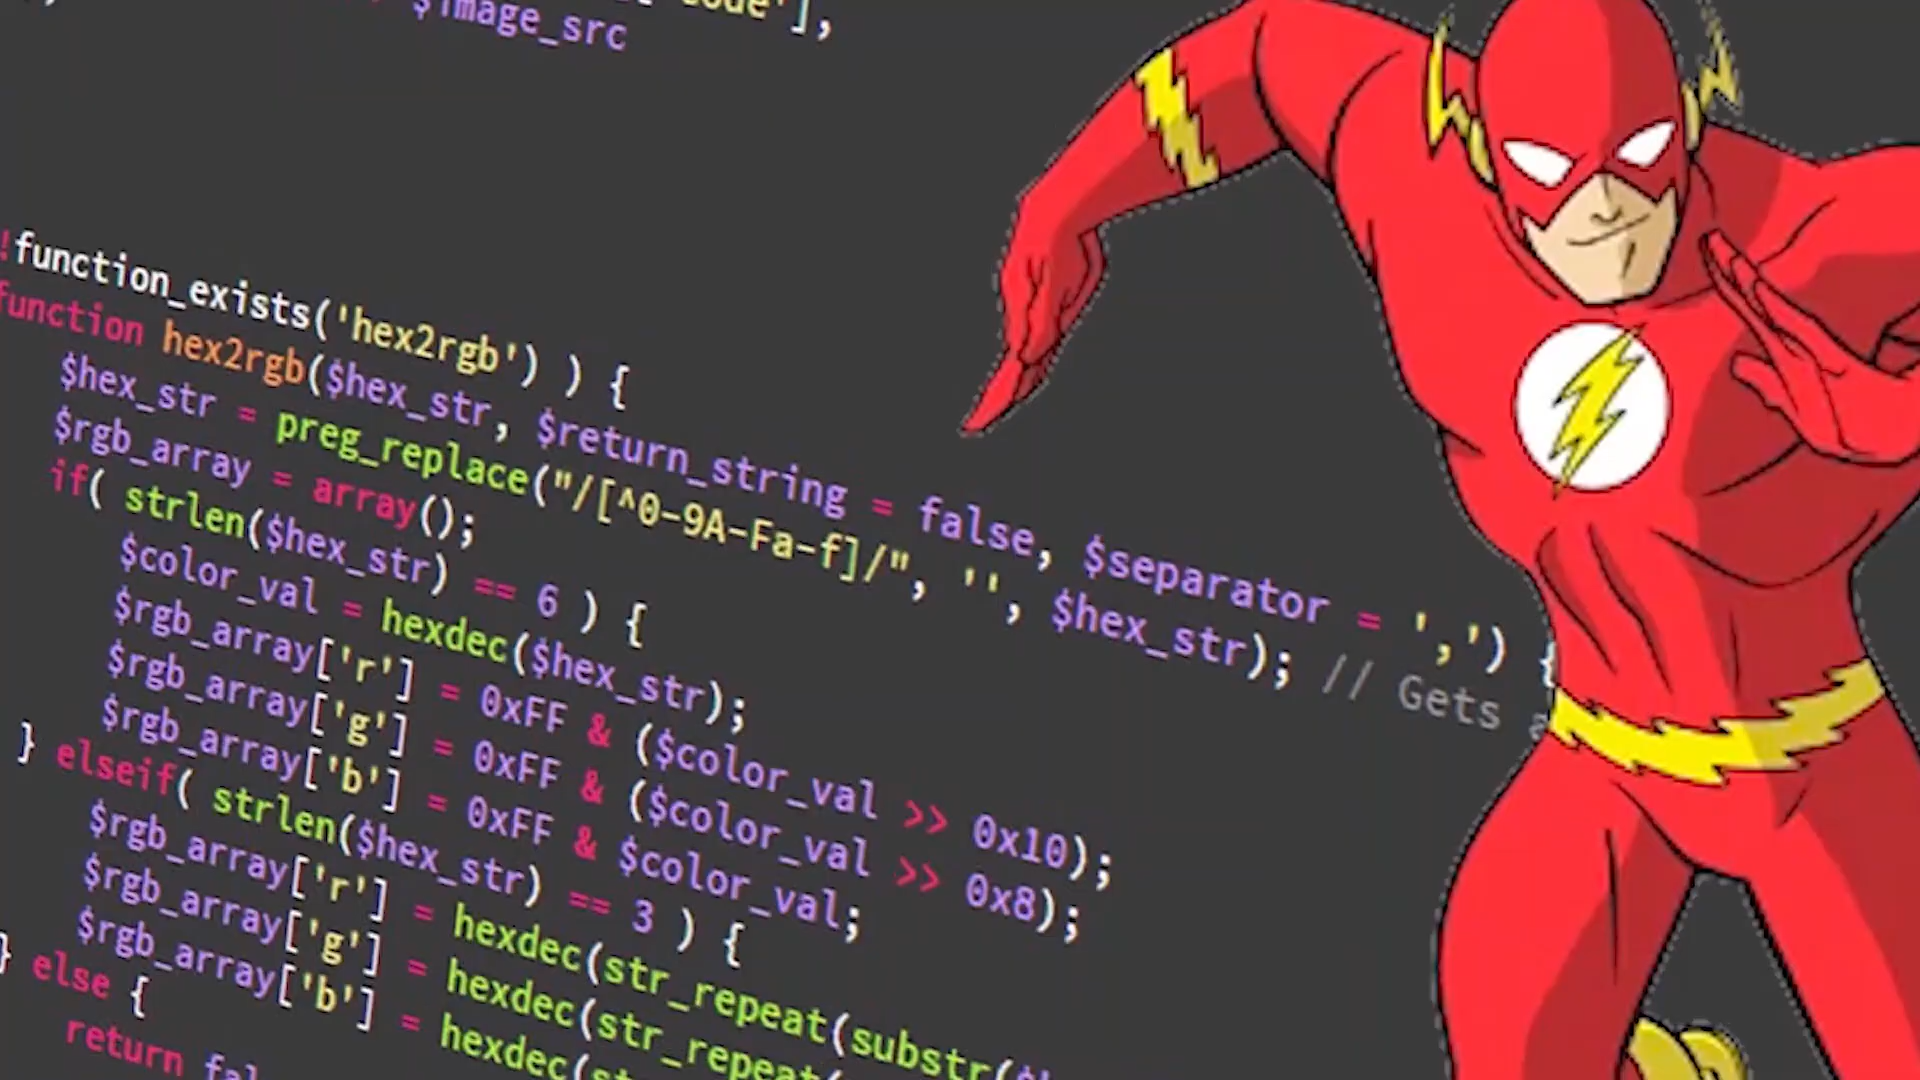 $image_src
!function_exists('hex2rgb') ) {
function hex2rgb($hex_str, $return_string = false, $separator = ',') {
$hex_str = preg_replace("/[^0-9A-Fa-f]/", '', $hex_str); // Gets
$rgb_array = array();
if( strlen($hex_str) == 6 ) {
$color_val = hexdec($hex_str);
$rgb_array['r'] = 0xFF & ($color_val >> 0x10);
$rgb_array['g'] = 0xFF & ($color_val >> 0x8);
$rgb_array['b'] = 0xFF & $color_val;
} elseif( strlen($hex_str) == 3 ) {
$rgb_array['r'] = hexdec(str_repeat(substr($
$rgb_array['g'] = hexdec(str_repeat(
$rgb_array['b'] = hexdec(
} else {
return